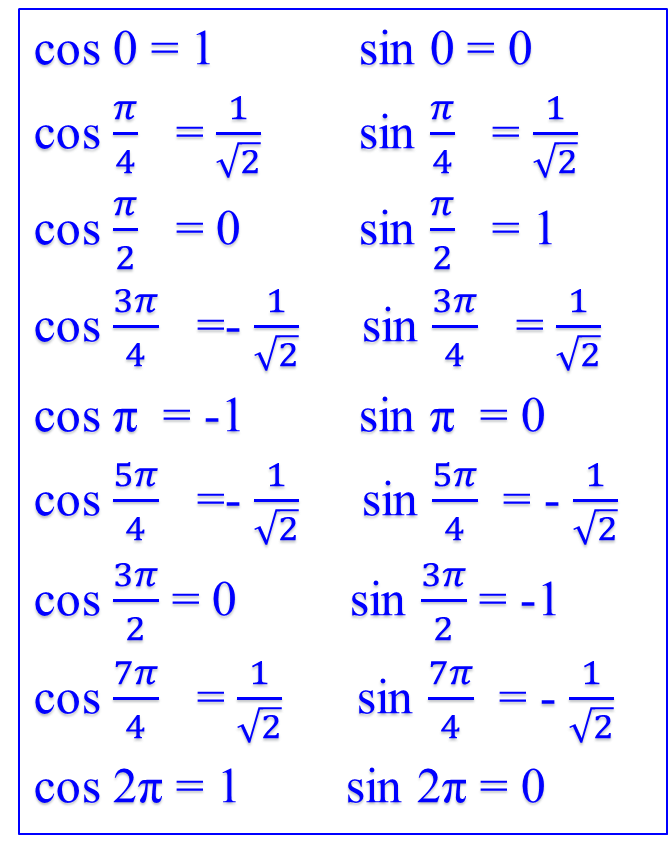 cos 0 = 1 sin 0 = 0
cos π/4 = 1/√2 sin π/4 = 1/√2
cos π/2 = 0 sin π/2 = 1
cos 3π/4 =- 1/√2 sin 3π/4 = 1/√2
cos π = -1 sin π = 0
cos 5π/4 =- 1/√2 sin 5π/4 = - 1/√2
cos 3π/2 = 0 sin 3π/2 = -1
cos 7π/4 = 1/√2 sin 7π/4 = - 1/√2
cos 2π = 1 sin 2π = 0